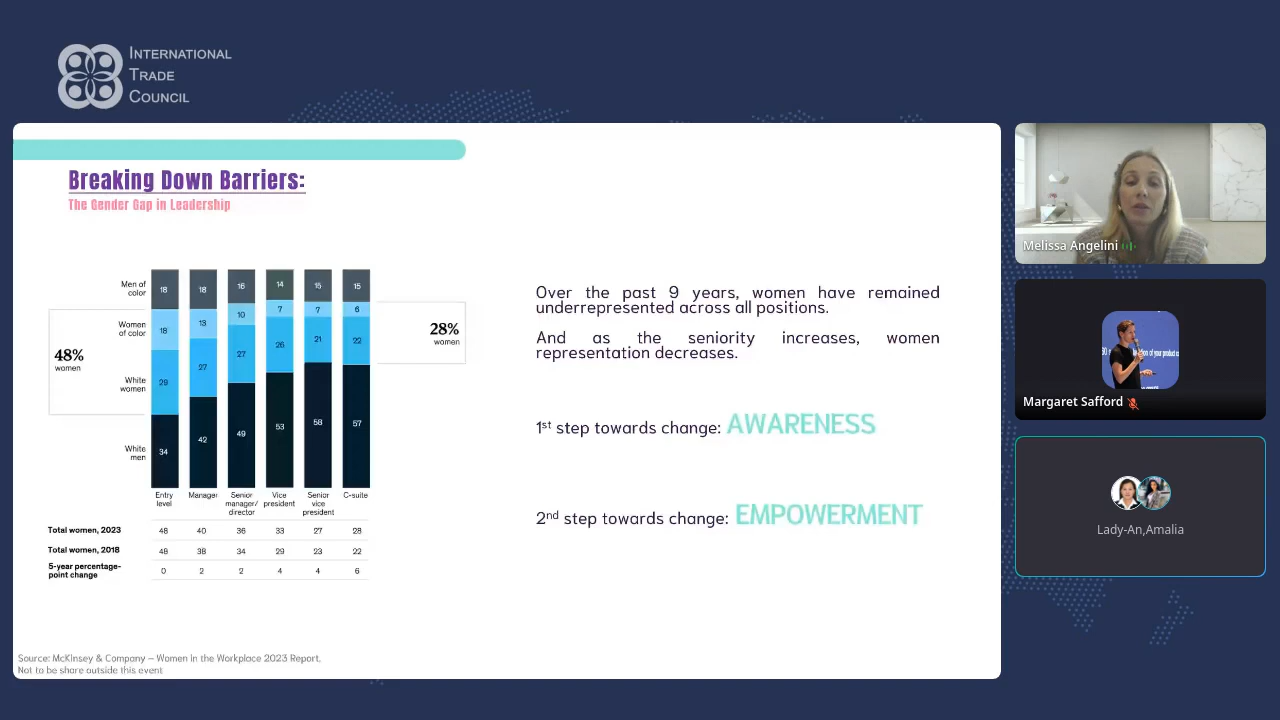 INTERNATIONAL
TRADE
COUNCIL
Breaking Down Barriers:
The Gender Gap in Leadership
Men of
color
Women
of color
White
women
White
men
48%
women
28%
women
18 18 16 14 15 15
18 13 10 7 7 6
29 27 27 26 21 22
34 42 49 53 58 57
Entry
level
Manager
Senior
manager/
director
Vice
president
Senior
vice
president
C-suite
Total women, 2023 48 40 36 33 27 28
Total women, 2018 48 38 34 29 23 22
5-year percentage-
point change 0 2 2 4 4 6
Over the past 9 years, women have remained
underrepresented across all positions.
And as the seniority increases, women
representation decreases.
1st step towards change: AWARENESS
2nd step towards change: EMPOWERMENT
Source: McKinsey & Company – Women in the Workplace 2023 Report.
Not to be share outside this event
Melissa Angelini
Margaret Safford
Lady-An,Amalia